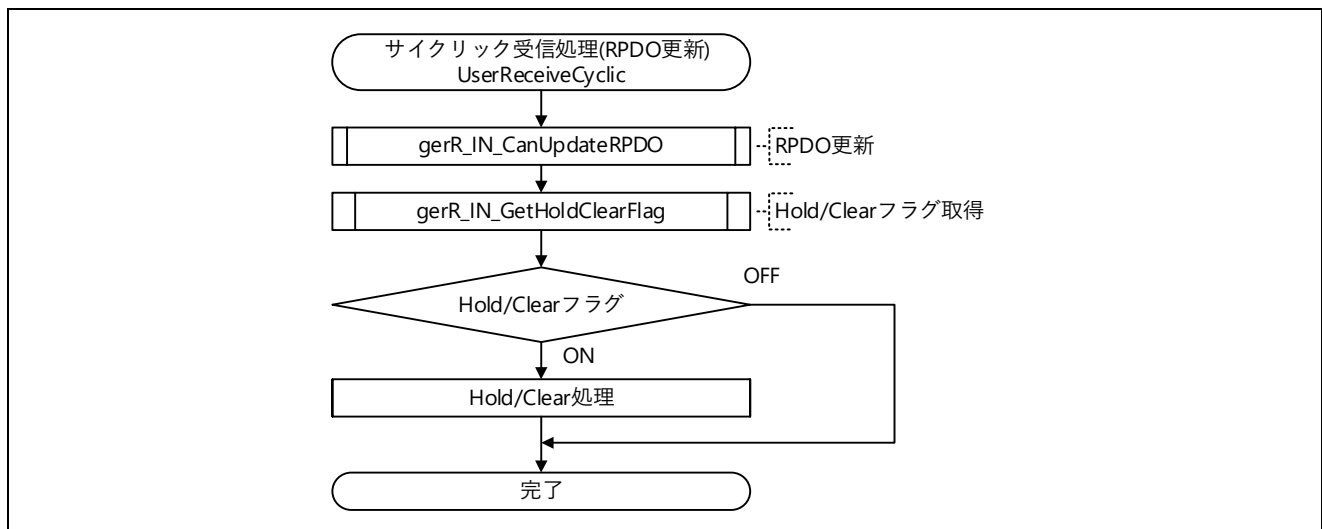 サイクリック受信処理(RPDO更新)
UserReceiveCyclic
gerR_IN_CanUpdateRPDO
RPDO更新
gerR_IN_GetHoldClearFlag
Hold/Clearフラグ取得
OFF
Hold/Clearフラグ
ON
Hold/Clear処理
完了